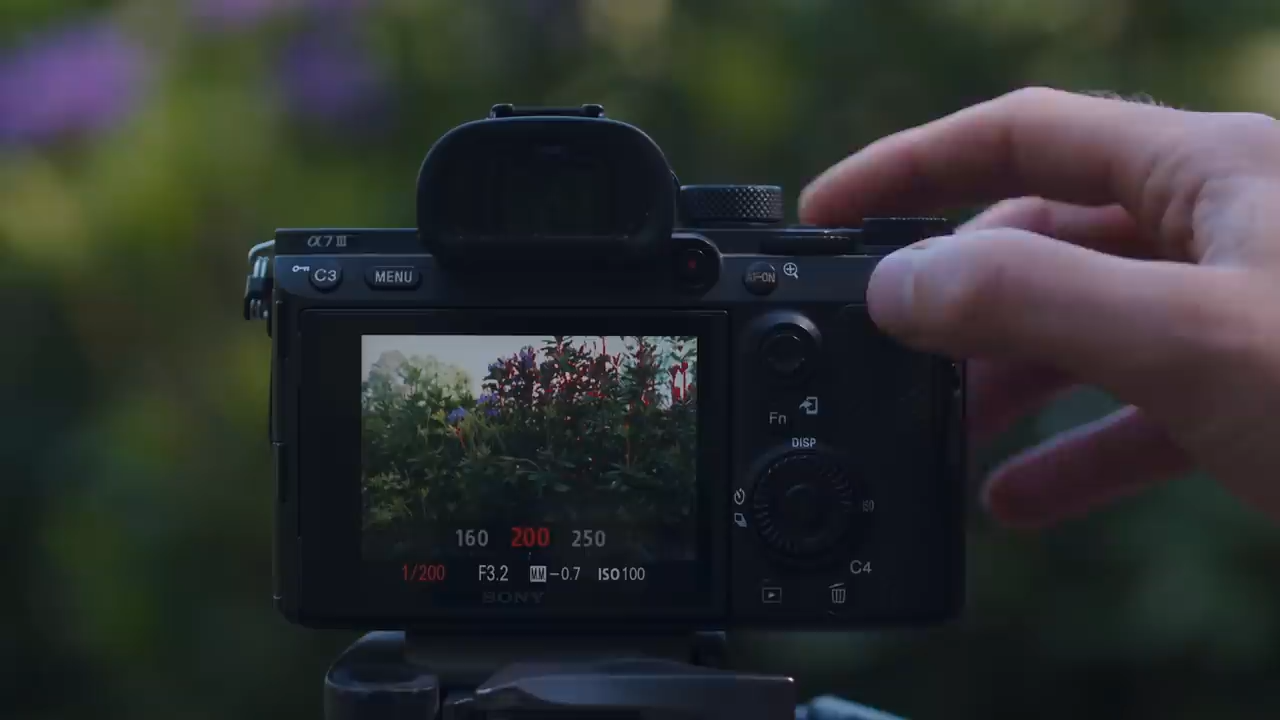 α7III
C3
MENU
AF-ON
Fn
DISP
ISO
160 200 250
1/200 F3.2 M.M. −0.7 ISO100
C4
SONY